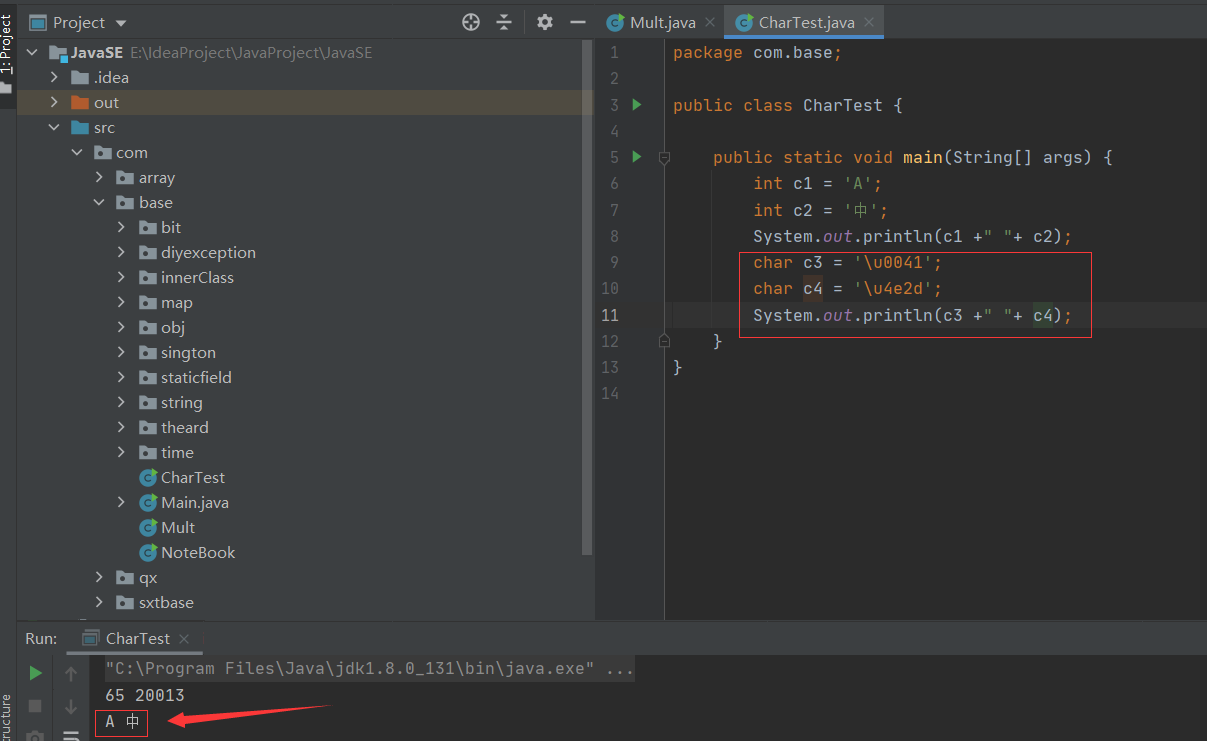 1: Project
Project
Mult.java
CharTest.java
JavaSE E:\IdeaProject\JavaProject\JavaSE
.idea
out
src
com
array
base
bit
diyexception
innerClass
map
obj
sington
staticfield
string
theard
time
CharTest
Main.java
Mult
NoteBook
qx
sxtbase
1 package com.base;
2
3 public class CharTest {
4
5 public static void main(String[] args) {
6 int c1 = 'A';
7 int c2 = '中';
8 System.out.println(c1 +" "+ c2);
9 char c3 = '\u0041';
10 char c4 = '\u4e2d';
11 System.out.println(c3 +" "+ c4);
12 }
13 }
14
Run: CharTest
"C:\Program Files\Java\jdk1.8.0_131\bin\java.exe" ...
65 20013
A 中